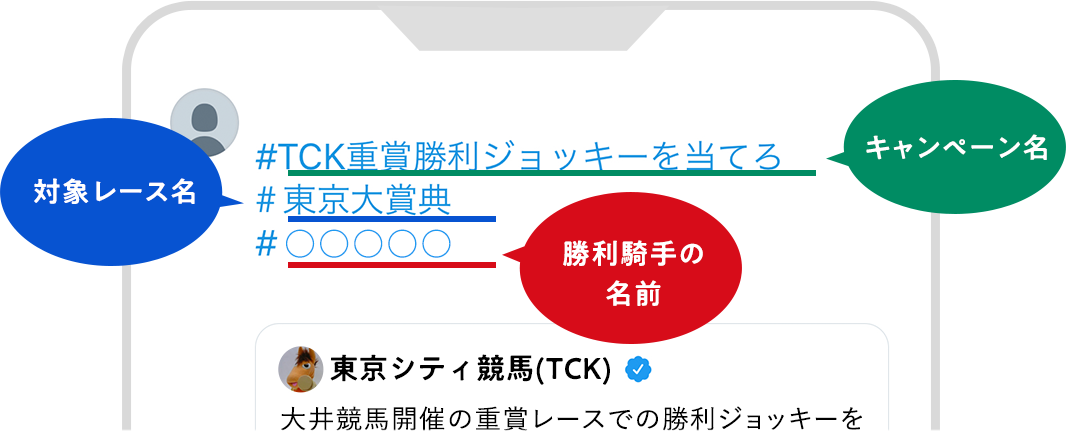 #TCK重賞勝利ジョッキーを当てろ
キャンペーン名
対象レース名
# 東京大賞典
# 〇〇〇〇〇
勝利騎手の
名前
東京シティ競馬(TCK)
大井競馬開催の重賞レースでの勝利ジョッキーを